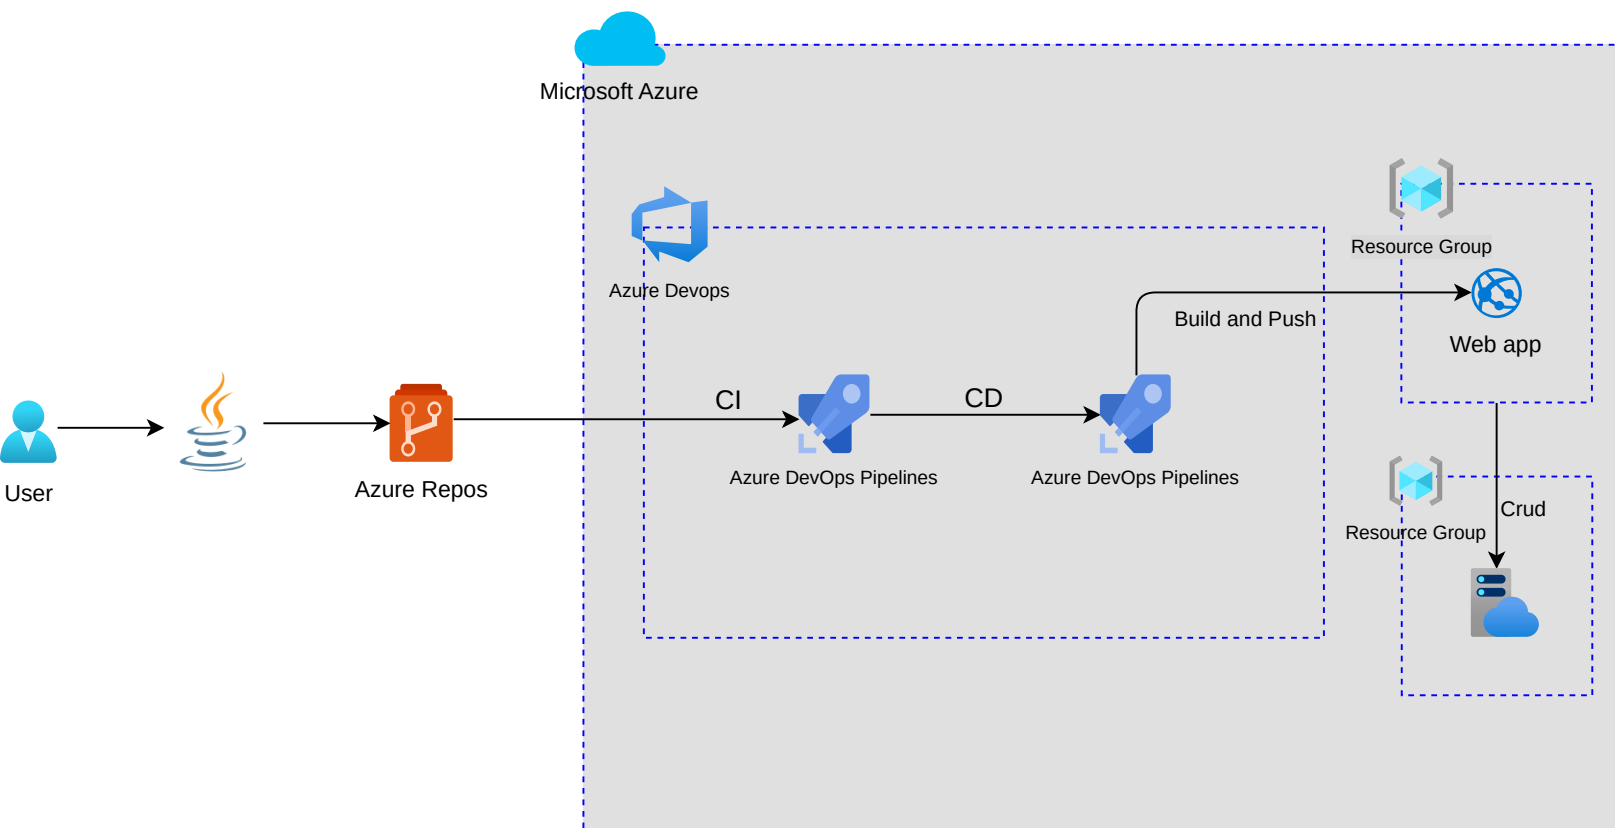 Microsoft Azure
Resource Group
Azure Devops
Build and Push
Web app
CI
CD
Azure DevOps Pipelines
Azure DevOps Pipelines
User
Azure Repos
Crud
Resource Group